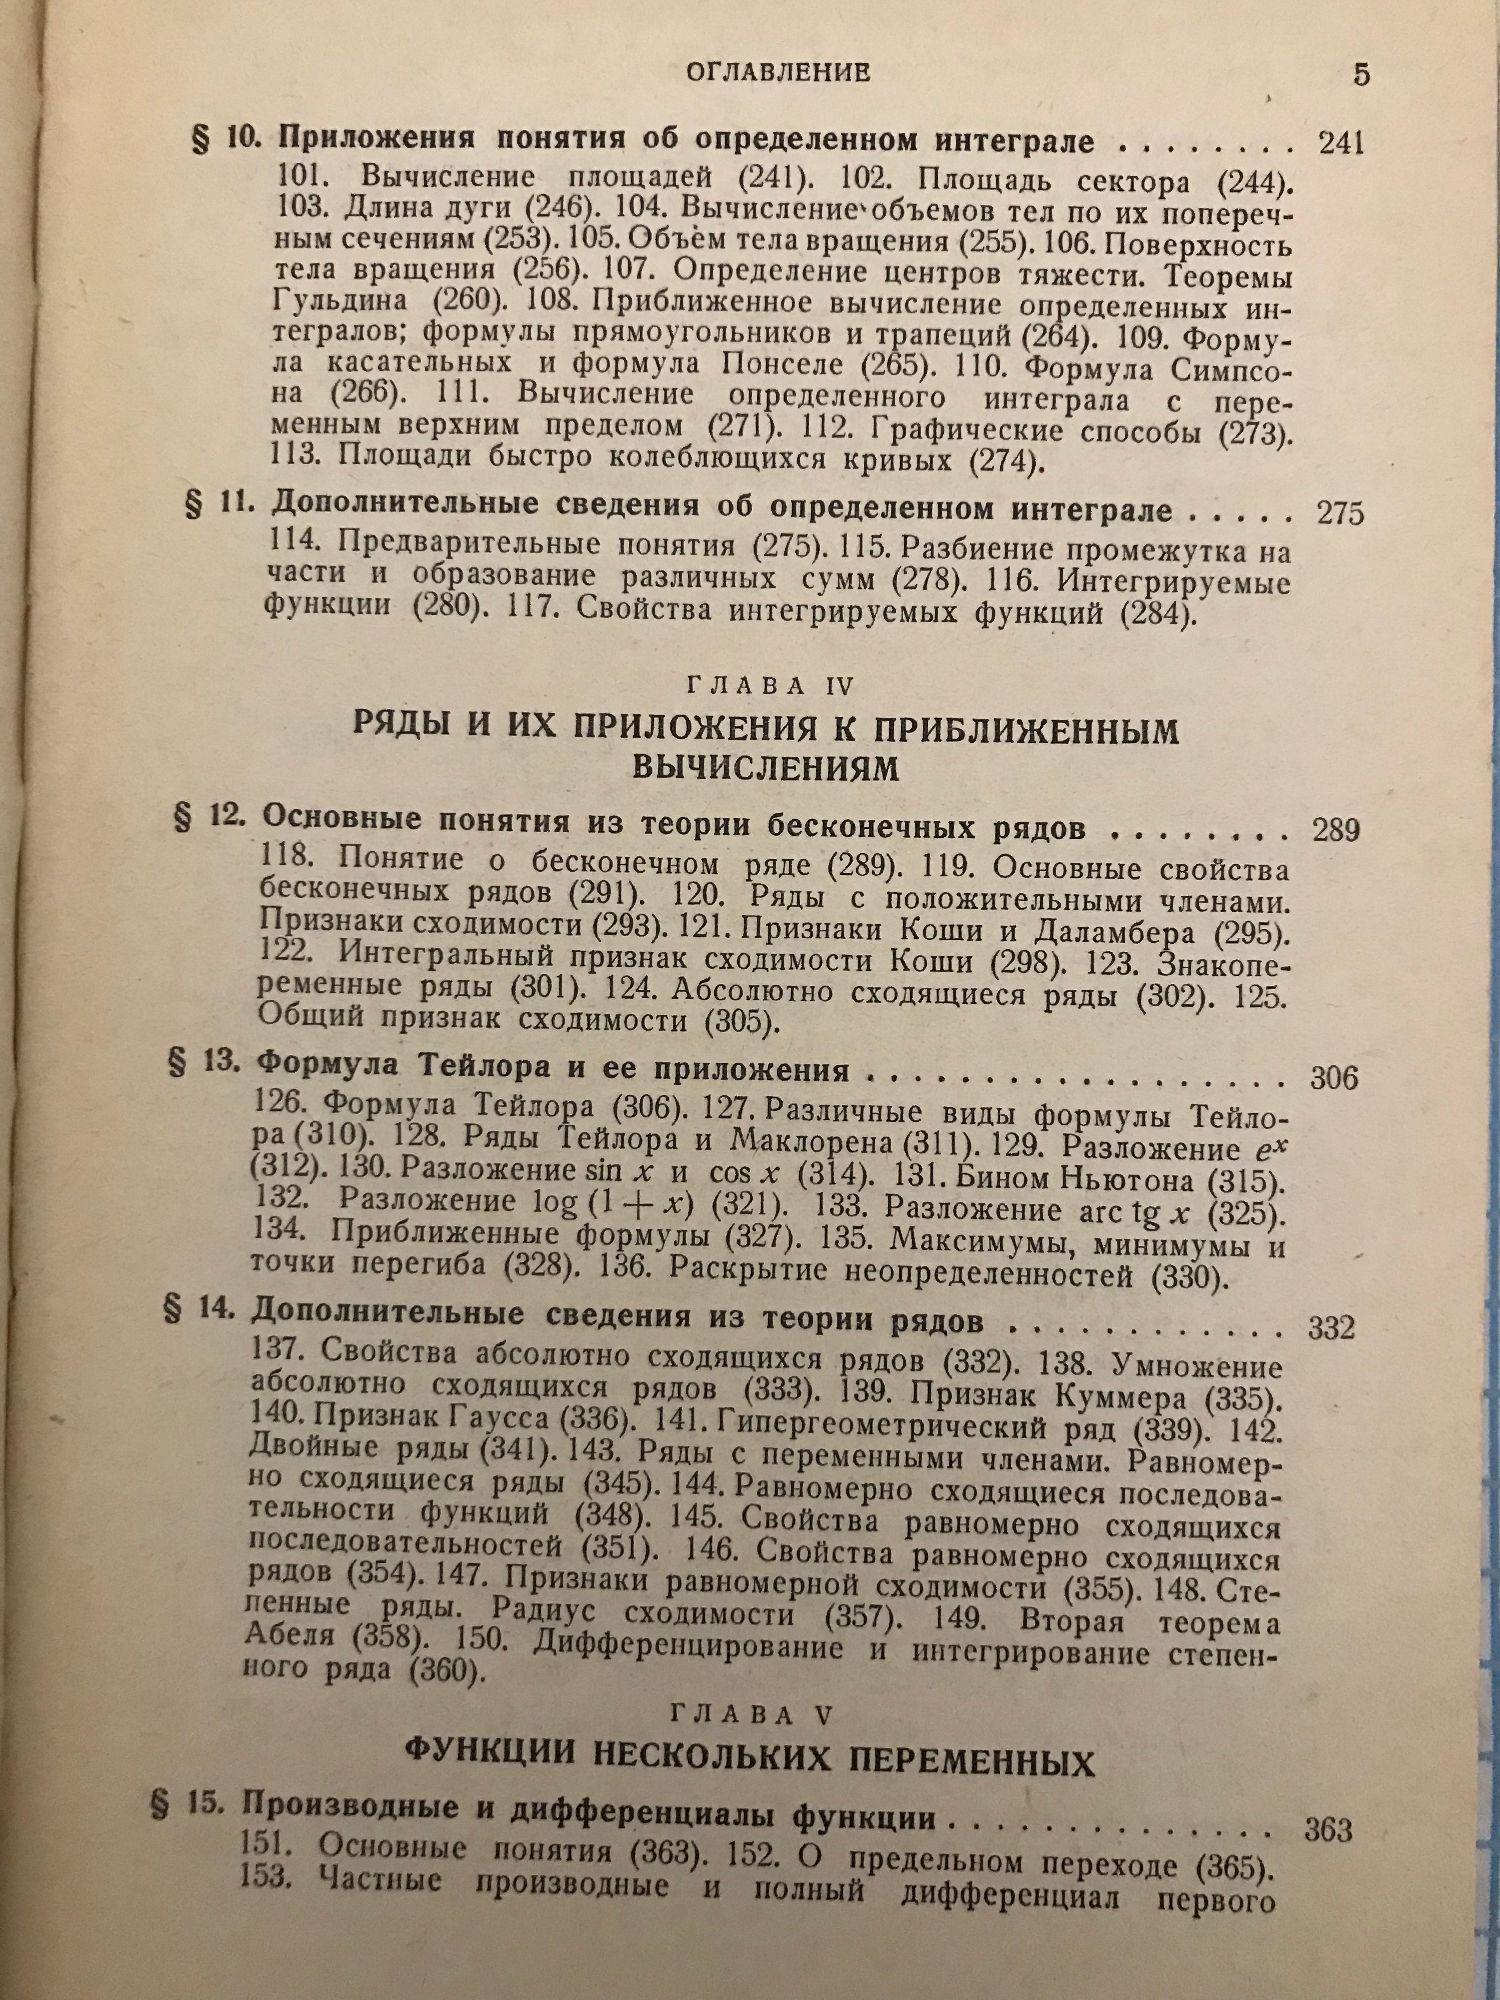 ОГЛАВЛЕНИЕ 5
§ 10. Приложения понятия об определенном интеграле . . . . . . . . 241
101. Вычисление площадей (241). 102. Площадь сектора (244).
103. Длина дуги (246). 104. Вычисление объемов тел по их попереч-
ным сечениям (253). 105. Объём тела вращения (255). 106. Поверхность
тела вращения (256). 107. Определение центров тяжести. Теоремы
Гульдина (260). 108. Приближенное вычисление определенных ин-
тегралов; формулы прямоугольников и трапеций (264). 109. Форму-
ла касательных и формула Понселе (265). 110. Формула Симпсо-
на (266). 111. Вычисление определенного интеграла с пере-
менным верхним пределом (271). 112. Графические способы (273).
113. Площади быстро колеблющихся кривых (274).
§ 11. Дополнительные сведения об определенном интеграле . . . . . 275
114. Предварительные понятия (275). 115. Разбиение промежутка на
части и образование различных сумм (278). 116. Интегрируемые
функции (280). 117. Свойства интегрируемых функций (284).
ГЛАВА IV
РЯДЫ И ИХ ПРИЛОЖЕНИЯ К ПРИБЛИЖЕННЫМ
ВЫЧИСЛЕНИЯМ
§ 12. Основные понятия из теории бесконечных рядов . . . . . . . . 289
118. Понятие о бесконечном ряде (289). 119. Основные свойства
бесконечных рядов (291). 120. Ряды с положительными членами.
Признаки сходимости (293). 121. Признаки Коши и Даламбера (295).
122. Интегральный признак сходимости Коши (298). 123. Знакопе-
ременные ряды (301). 124. Абсолютно сходящиеся ряды (302). 125.
Общий признак сходимости (305).
§ 13. Формула Тейлора и ее приложения . . . . . . . . . . . . . . . . . . 306
126. Формула Тейлора (306). 127. Различные виды формулы Тейло-
ра (310). 128. Ряды Тейлора и Маклорена (311). 129. Разложение eˣ
(312). 130. Разложение sin x и cos x (314). 131. Бином Ньютона (315).
132. Разложение log (1 + x) (321). 133. Разложение arc tg x (325).
134. Приближенные формулы (327). 135. Максимумы, минимумы и
точки перегиба (328). 136. Раскрытие неопределенностей (330).
§ 14. Дополнительные сведения из теории рядов . . . . . . . . . . . . 332
137. Свойства абсолютно сходящихся рядов (332). 138. Умножение
абсолютно сходящихся рядов (333). 139. Признак Куммера (335).
140. Признак Гаусса (336). 141. Гипергеометрический ряд (339). 142.
Двойные ряды (341). 143. Ряды с переменными членами. Равномер-
но сходящиеся ряды (345). 144. Равномерно сходящиеся последова-
тельности функций (348). 145. Свойства равномерно сходящихся
последовательностей (351). 146. Свойства равномерно сходящихся
рядов (354). 147. Признаки равномерной сходимости (355). 148. Сте-
пенные ряды. Радиус сходимости (357). 149. Вторая теорема
Абеля (358). 150. Дифференцирование и интегрирование степен-
ного ряда (360).
ГЛАВА V
ФУНКЦИИ НЕСКОЛЬКИХ ПЕРЕМЕННЫХ
§ 15. Производные и дифференциалы функции . . . . . . . . . . . . . . 363
151. Основные понятия (363). 152. О предельном переходе (365).
153. Частные производные и полный дифференциал первого